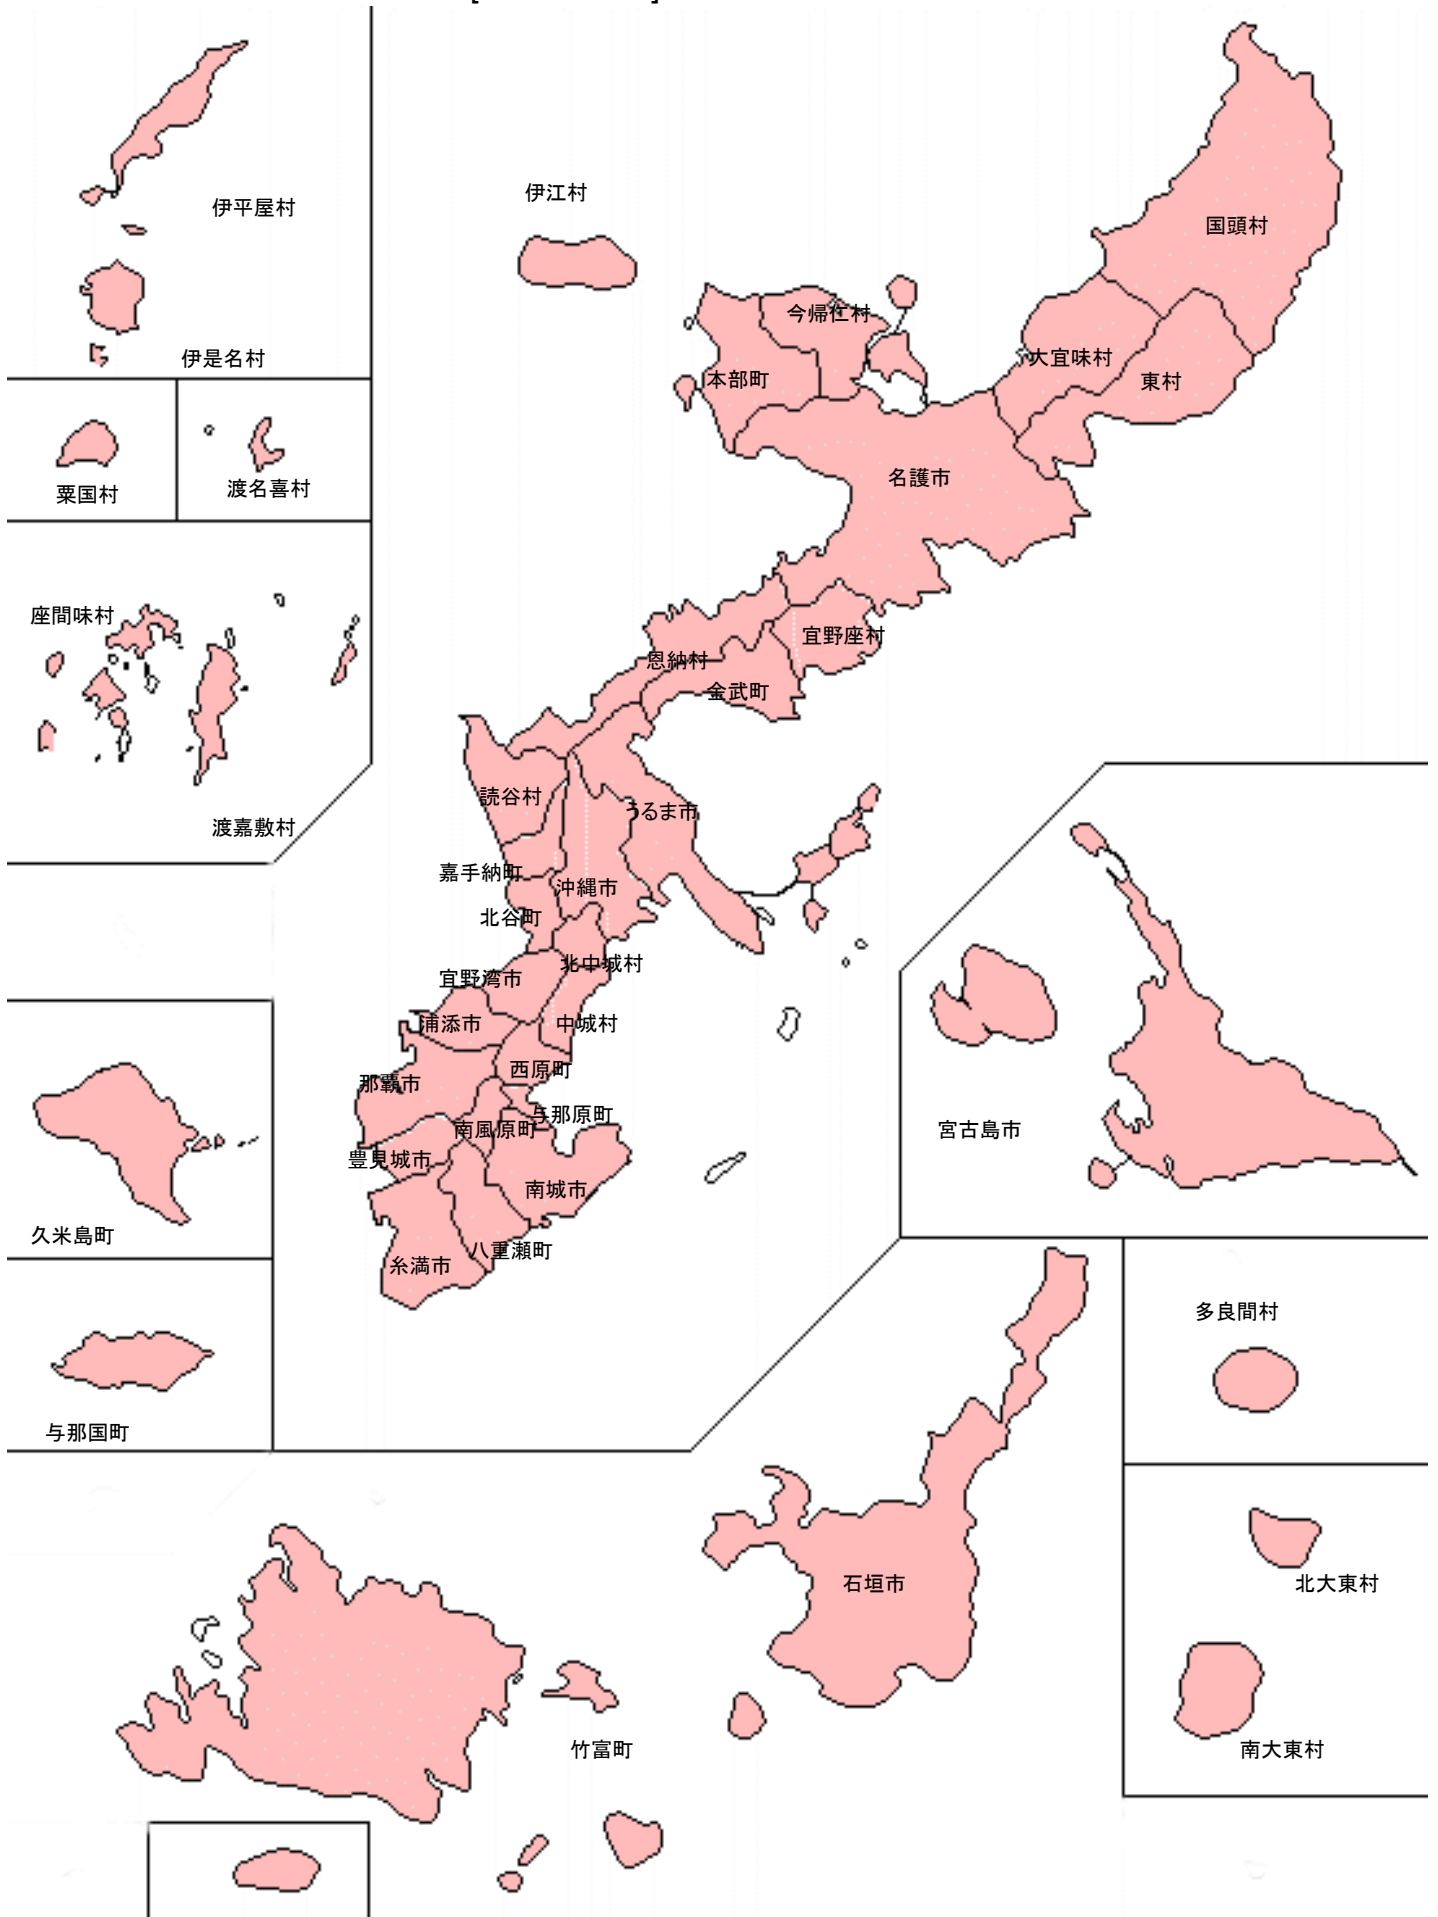 伊江村
伊平屋村
国頭村
今帰仁村
伊是名村
大宜味村
本部町
東村
名護市
渡名喜村
粟国村
座間味村
宜野座村
恩納村
金武町
読谷村
うるま市
渡嘉敷村
嘉手納町
沖縄市
北谷町
北中城村
宜野湾市
浦添市
中城村
西原町
那覇市
与那原町
南風原町
宮古島市
豊見城市
南城市
久米島町
八重瀬町
糸満市
多良間村
与那国町
石垣市
北大東村
竹富町
南大東村